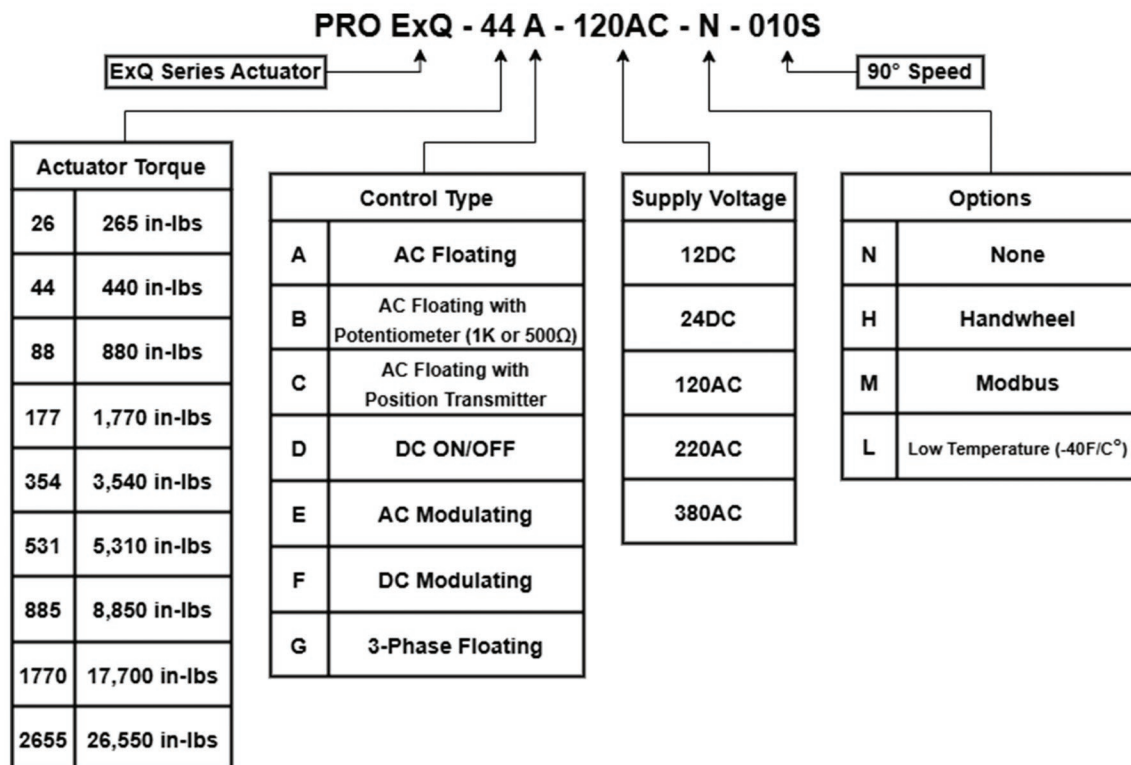 PRO ExQ - 44 A - 120AC - N - 010S
ExQ Series Actuator
90° Speed
Actuator Torque
26 265 in-lbs
44 440 in-lbs
88 880 in-lbs
177 1,770 in-lbs
354 3,540 in-lbs
531 5,310 in-lbs
885 8,850 in-lbs
1770 17,700 in-lbs
2655 26,550 in-lbs
Control Type
A AC Floating
B AC Floating with
Potentiometer (1K or 500Ω)
C AC Floating with
Position Transmitter
D DC ON/OFF
E AC Modulating
F DC Modulating
G 3-Phase Floating
Supply Voltage
12DC
24DC
120AC
220AC
380AC
Options
N None
H Handwheel
M Modbus
L Low Temperature (-40F/C°)